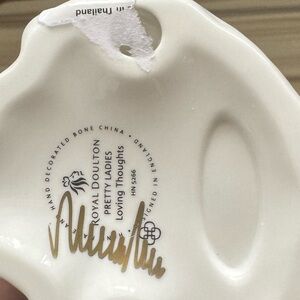 in Thailand
HAND DECORATED BONE CHINA • DESIGNED IN ENGLAND
ROYAL DOULTON
PRETTY LADIES
Loving Thoughts
HN 5266